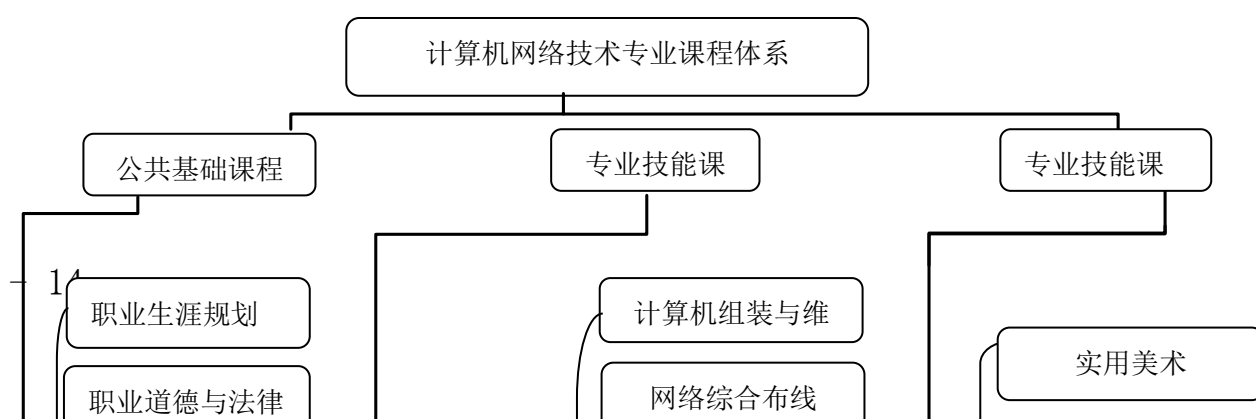 计算机网络技术专业课程体系
公共基础课程
专业技能课
专业技能课
- 14
职业生涯规划
计算机组装与维
实用美术
职业道德与法律
网络综合布线